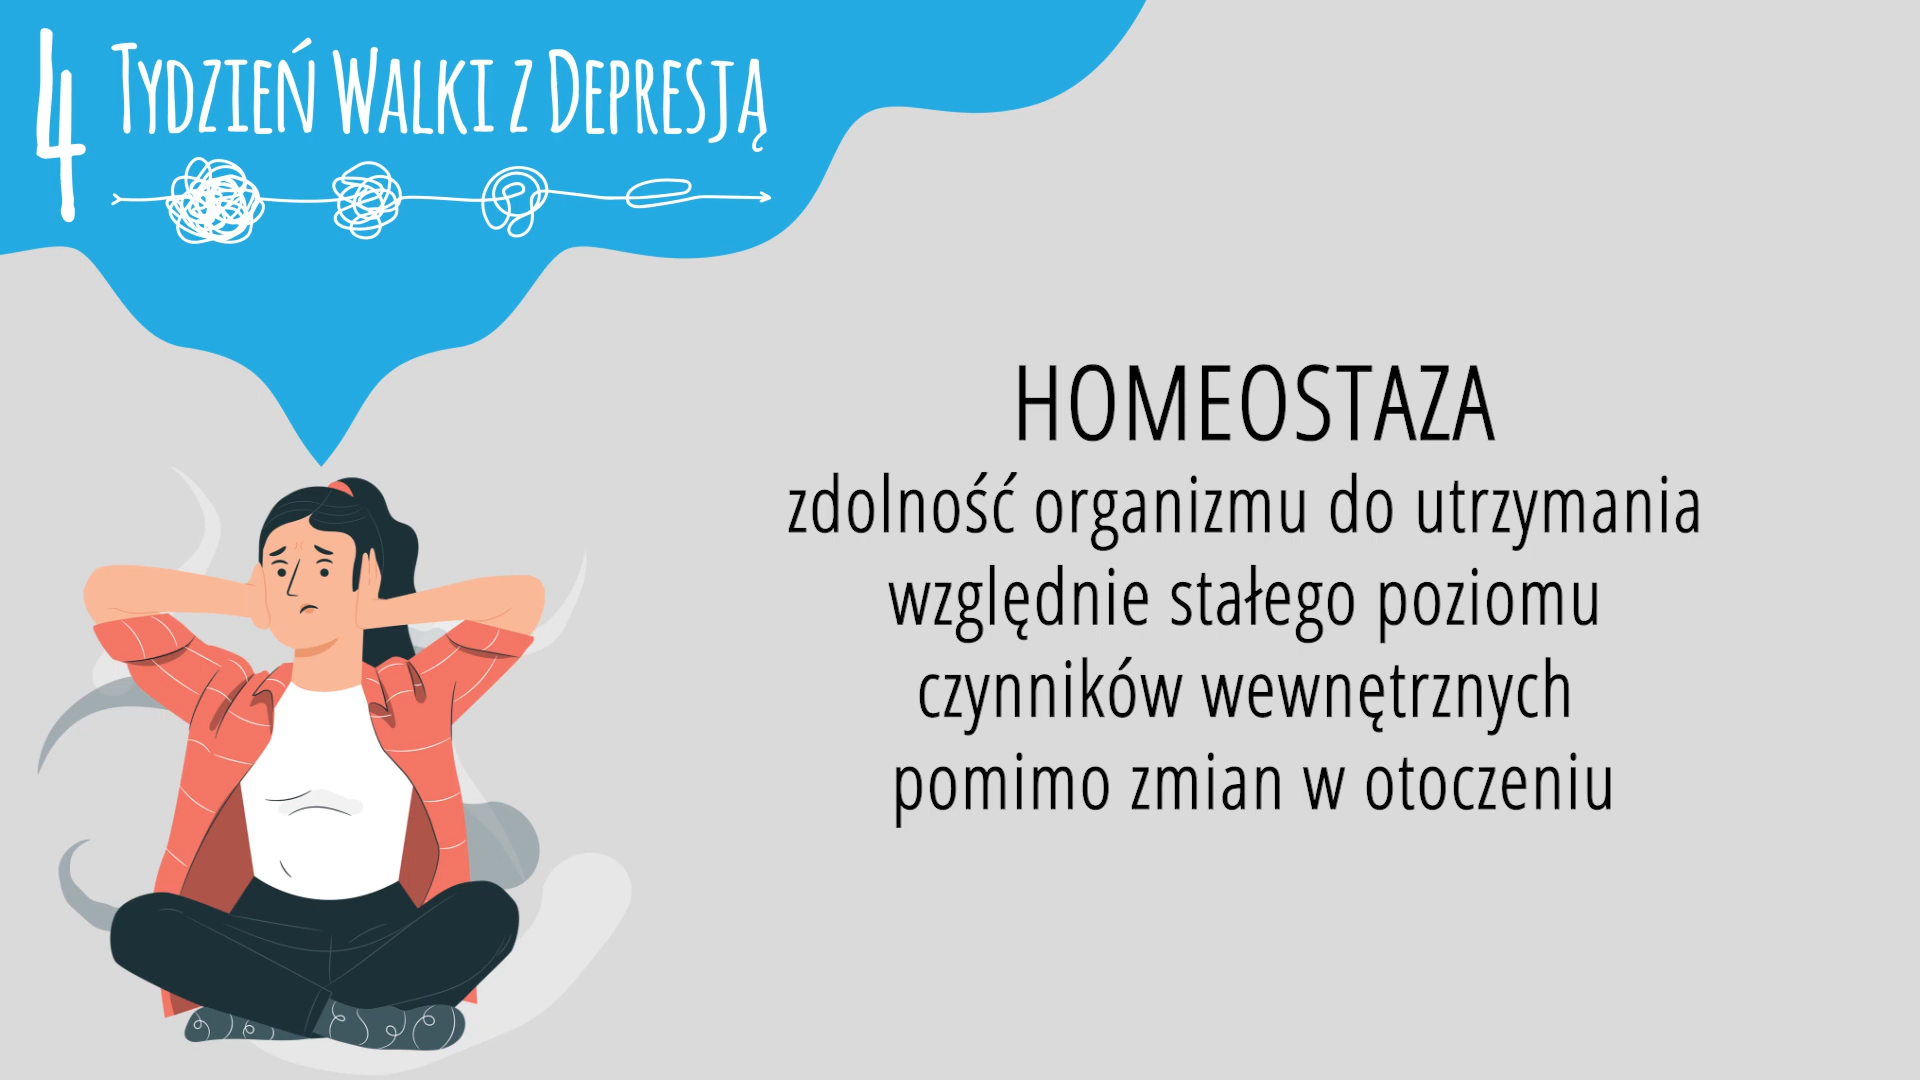 4 Tydzień Walki z Depresją
HOMEOSTAZA
zdolność organizmu do utrzymania
względnie stałego poziomu
czynników wewnętrznych
pomimo zmian w otoczeniu